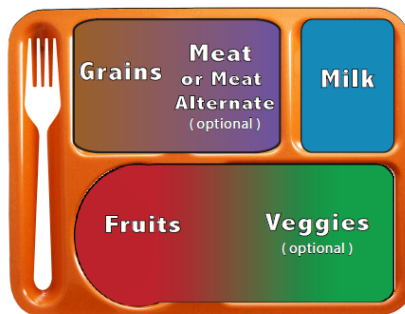 Grains
Meat
or Meat
Alternate
(optional)
Milk
Fruits
Veggies
(optional)